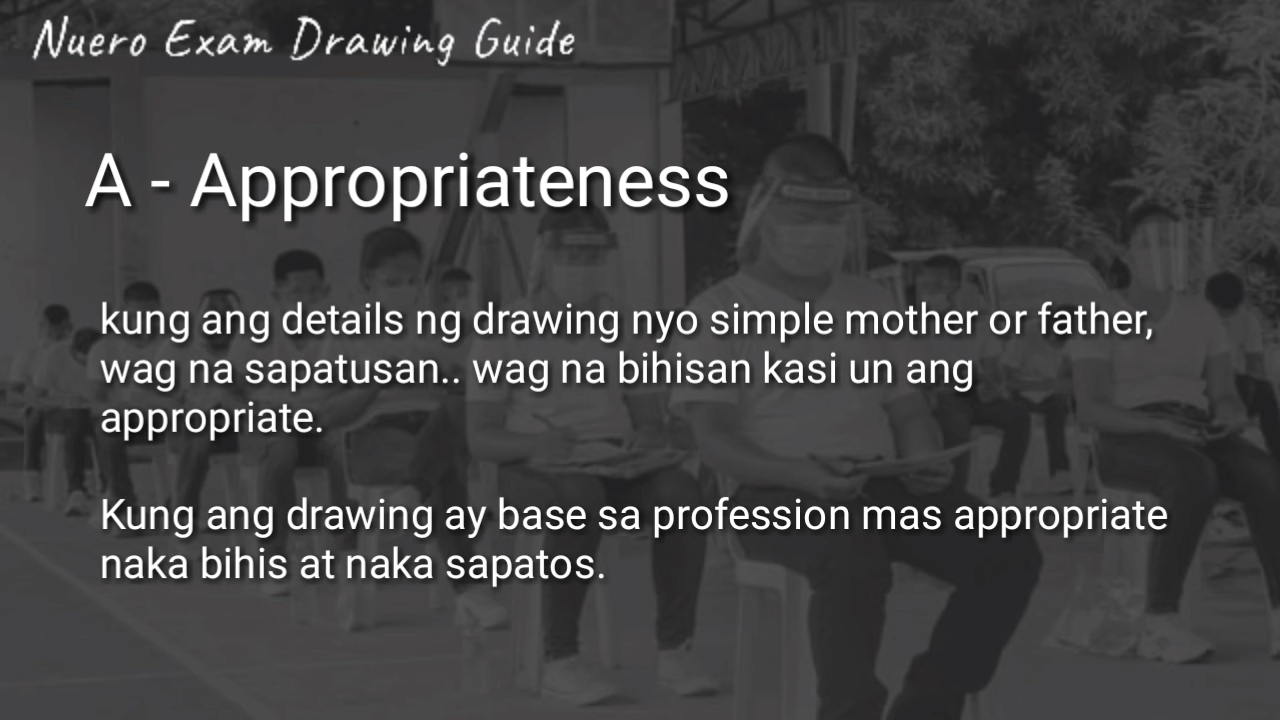 Nuero Exam Drawing Guide
A - Appropriateness
kung ang details ng drawing nyo simple mother or father,
wag na sapatusan.. wag na bihisan kasi un ang
appropriate.
Kung ang drawing ay base sa profession mas appropriate
naka bihis at naka sapatos.